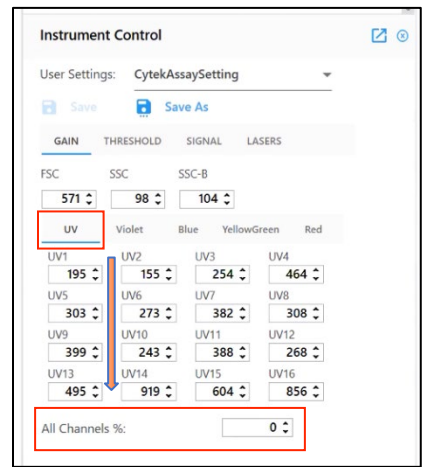 Instrument Control
User Settings: CytekAssaySetting
Save Save As
GAIN THRESHOLD SIGNAL LASERS
FSC SSC SSC-B
571 98 104
UV Violet Blue YellowGreen Red
UV1 UV2 UV3 UV4
195 155 254 464
UV5 UV6 UV7 UV8
303 273 382 308
UV9 UV10 UV11 UV12
399 243 388 268
UV13 UV14 UV15 UV16
495 919 604 856
All Channels %: 0